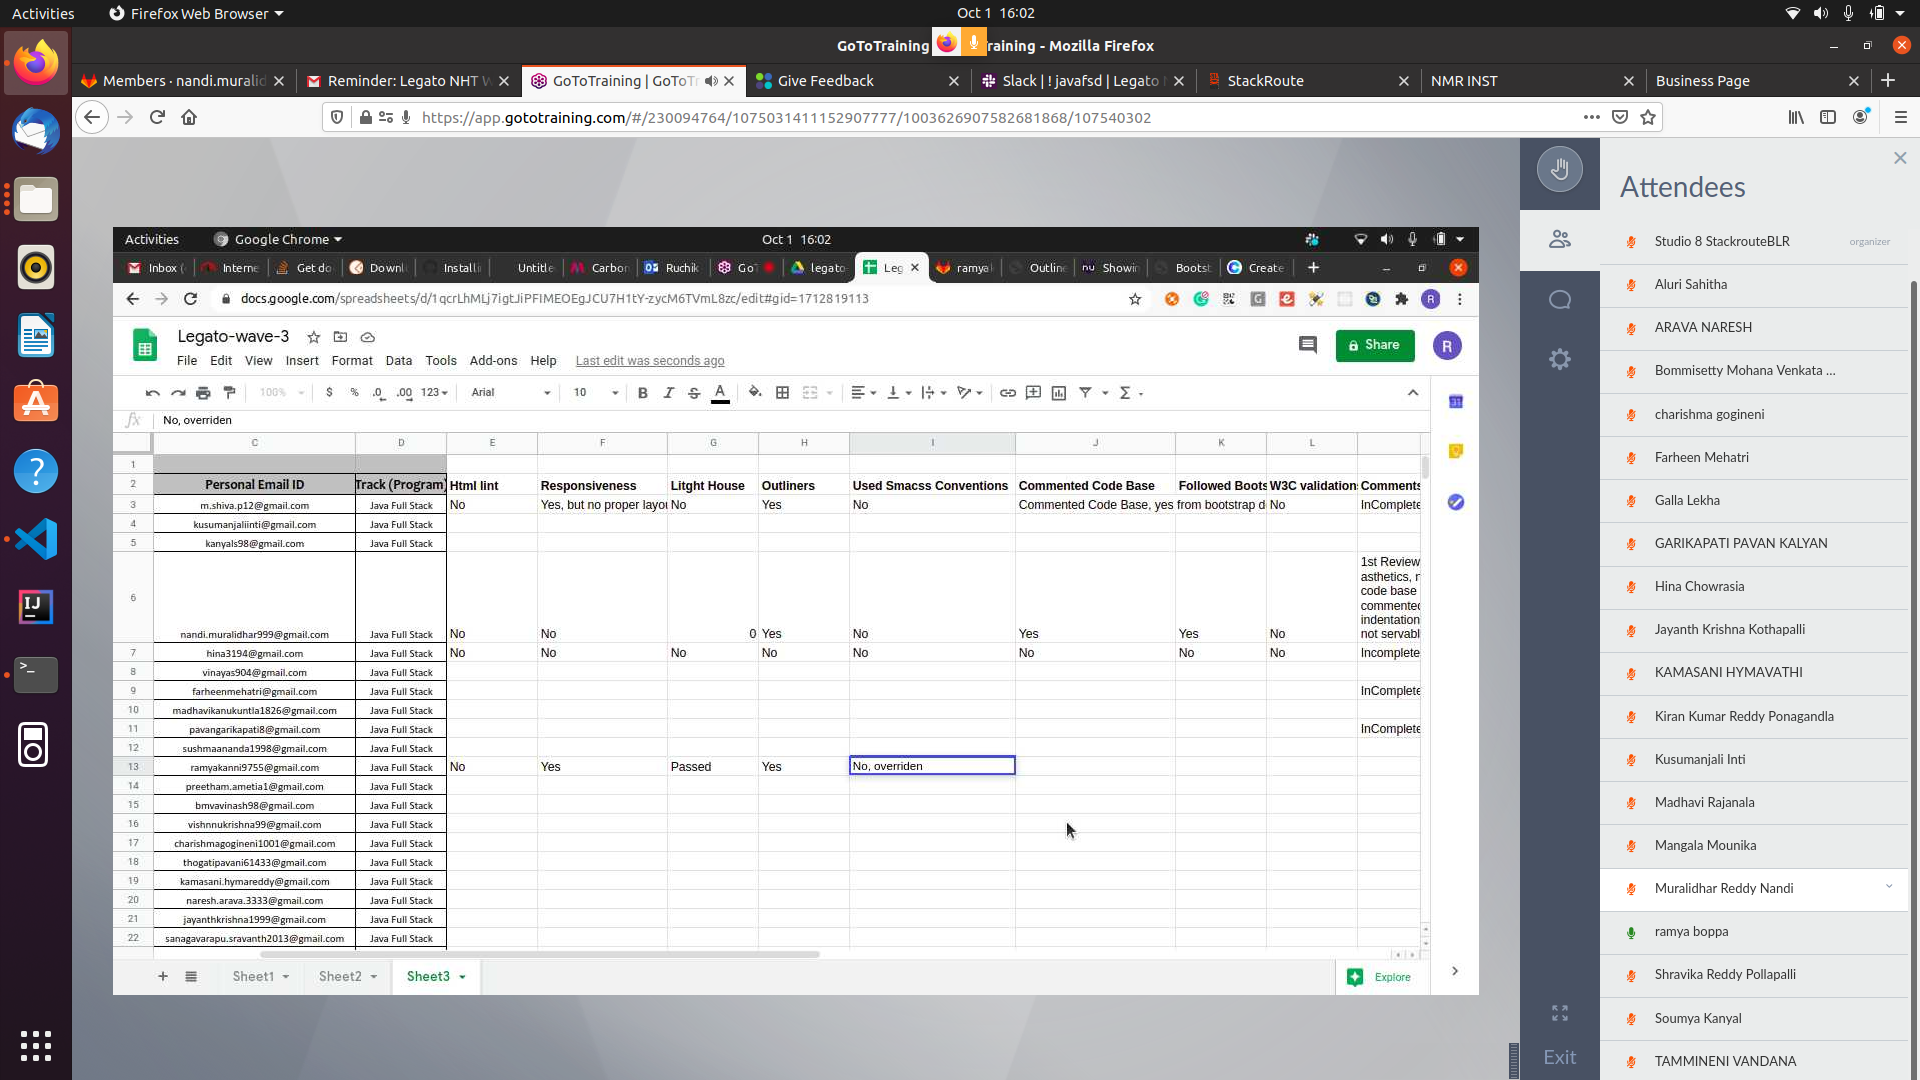 Activities Firefox Web Browser Oct 1 16:02
GoToTraining raining - Mozilla Firefox
Members · nandi.muralid Reminder: Legato NHT GoToTraining | GoToTr Give Feedback Slack | ! javafsd | Legato StackRoute NMR INST Business Page
https://app.gototraining.com/#/230094764/1075031411152907777/1003626907582681868/107540302
Activities Google Chrome Oct 1 16:02
Inbox ( Interne Get do Downl Installi Untitle Carbon Ruchik GoT legato- Leg ramya Outline Showin Bootst Create
Legato-wave-3
File Edit View Insert Format Data Tools Add-ons Help Last edit was seconds ago
Share
R
100% $ % .0 .00 123 Arial 10 B I S A
No, overriden
C D E F G H I J K L
1
2 Personal Email ID Track (Program) Html lint Responsiveness Litght House Outliners Used Smacss Conventions Commented Code Base Followed Boots W3C validation Comments
3 m.shiva.p12@gmail.com Java Full Stack No Yes, but no proper layou No Yes No Commented Code Base, yes from bootstrap d No InComplete
4 kusumanjaliinti@gmail.com Java Full Stack
5 kanyals98@gmail.com Java Full Stack
1st Review
asthetics, n
code base
commented
indentation
not servabl
6 nandi.muralidhar999@gmail.com Java Full Stack No No 0 Yes No Yes Yes No
7 hina3194@gmail.com Java Full Stack No No No No No No No No Incomplete
8 vinayas904@gmail.com Java Full Stack
9 farheenmehatri@gmail.com Java Full Stack InComplete
10 madhavikanukuntla1826@gmail.com Java Full Stack
11 pavangarikapati8@gmail.com Java Full Stack InComplete
12 sushmaananda1998@gmail.com Java Full Stack
13 ramyakanni9755@gmail.com Java Full Stack No Yes Passed Yes No, overriden
14 preetham.ametia1@gmail.com Java Full Stack
15 bmvavinash98@gmail.com Java Full Stack
16 vishnnukrishna99@gmail.com Java Full Stack
17 charishmagogineni1001@gmail.com Java Full Stack
18 thogatipavani61433@gmail.com Java Full Stack
19 kamasani.hymareddy@gmail.com Java Full Stack
20 naresh.arava.3333@gmail.com Java Full Stack
21 jayanthkrishna1999@gmail.com Java Full Stack
22 sanagavarapu.sravanth2013@gmail.com Java Full Stack
Sheet1 Sheet2 Sheet3 Explore
Attendees
Studio 8 StackrouteBLR organizer
Aluri Sahitha
ARAVA NARESH
Bommisetty Mohana Venkata ...
charishma gogineni
Farheen Mehatri
Galla Lekha
GARIKAPATI PAVAN KALYAN
Hina Chowrasia
Jayanth Krishna Kothapalli
KAMASANI HYMAVATHI
Kiran Kumar Reddy Ponagandla
Kusumanjali Inti
Madhavi Rajanala
Mangala Mounika
Muralidhar Reddy Nandi
ramya boppa
Shravika Reddy Pollapalli
Soumya Kanyal
TAMMINENI VANDANA
Exit